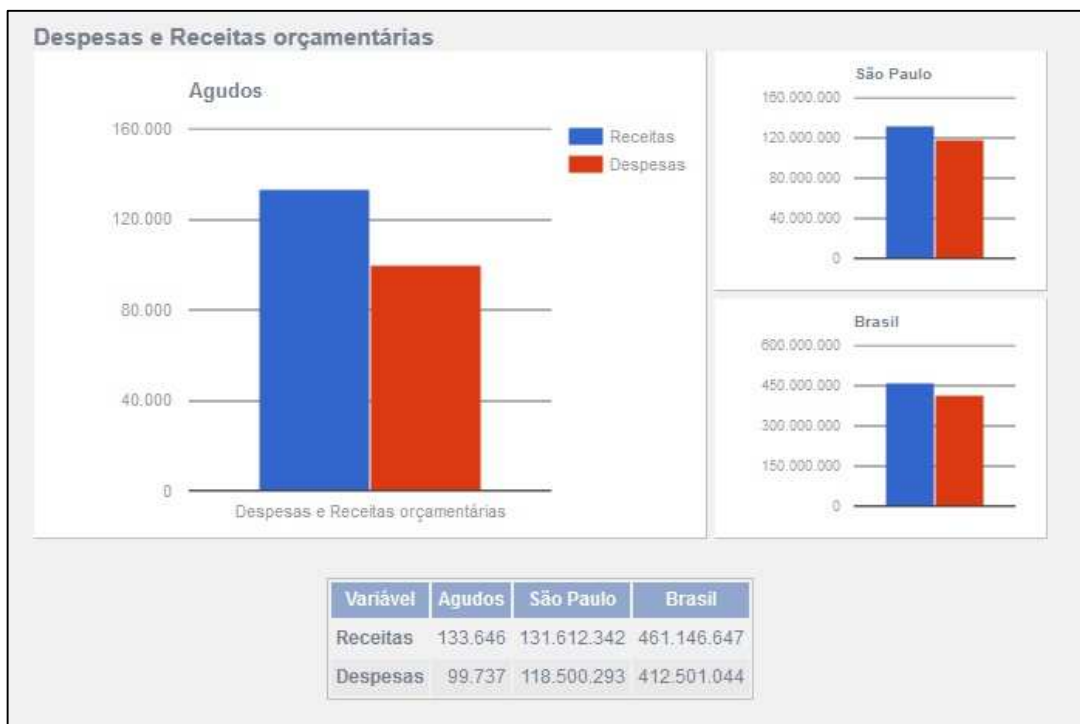 Despesas e Receitas orçamentárias
Agudos
160.000
120.000
80.000
40.000
0
Despesas e Receitas orçamentárias
Receitas
Despesas
São Paulo
160.000.000
120.000.000
80.000.000
40.000.000
0
Brasil
600.000.000
450.000.000
300.000.000
150.000.000
0
Variável Agudos São Paulo Brasil
Receitas 133.646 131.612.342 461.146.647
Despesas 99.737 118.500.293 412.501.044